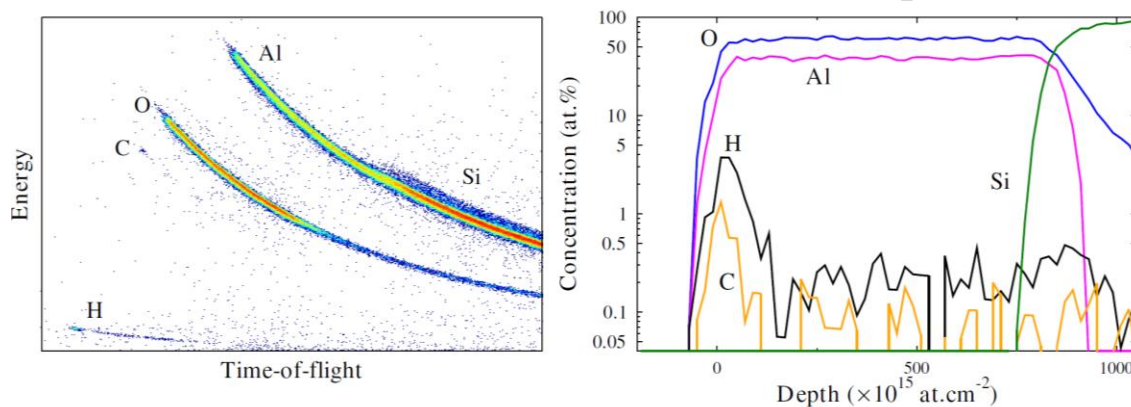 Al
O
C
Si
H
Energy
Time-of-flight
100
50
10
5
1
0.5
0.1
0.05
O
Al
H
Si
C
Concentration (at.%)
0
500
1000
Depth (×10¹⁵ at.cm⁻²)